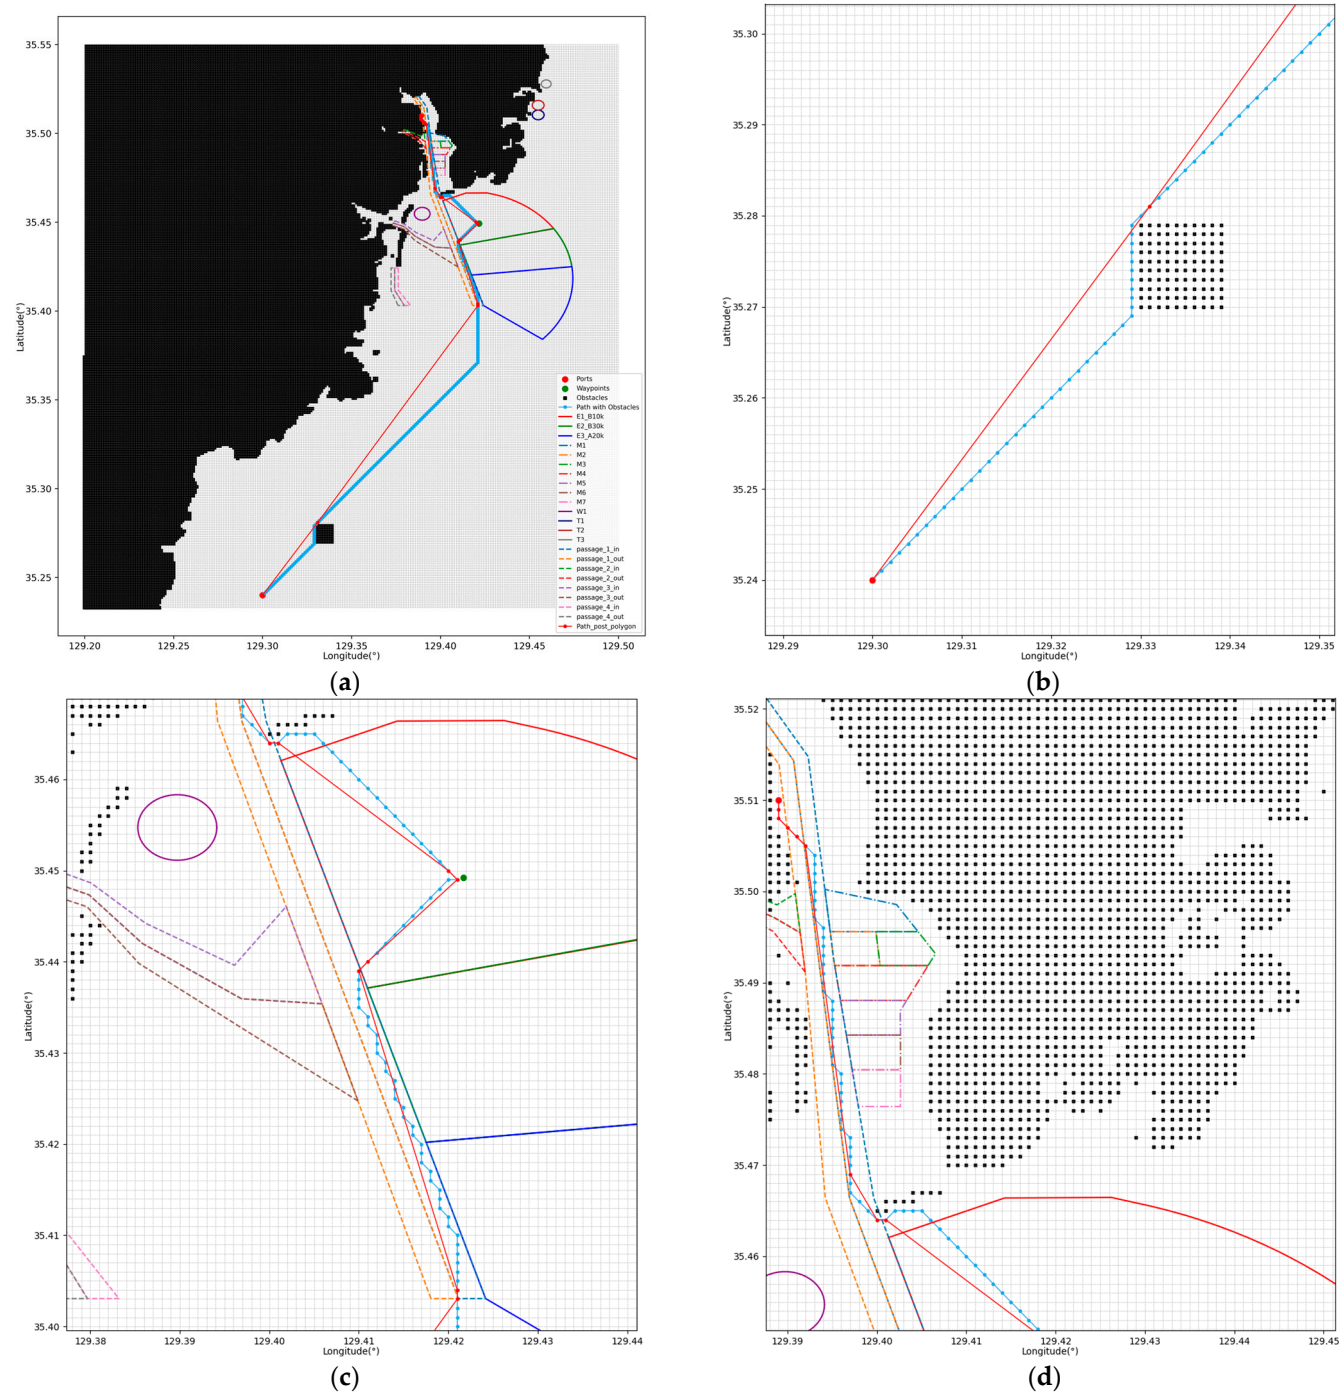 35.55
35.50
35.45
35.40
35.35
35.30
35.25
Latitude(°)
129.20 129.25 129.30 129.35 129.40 129.45 129.50
Longitude(°)
Ports
Waypoints
Obstacles
Path with Obstacles
E1_B10k
E2_B30k
E3_A20k
M1
M2
M3
M4
M5
M6
M7
W1
T1
T2
T3
passage_1_in
passage_1_out
passage_2_in
passage_2_out
passage_3_in
passage_3_out
passage_4_in
passage_4_out
Path_post_polygon
(a)
35.30
35.29
35.28
35.27
35.26
35.25
35.24
Latitude(°)
129.29 129.30 129.31 129.32 129.33 129.34 129.35
Longitude(°)
(b)
35.46
35.45
35.44
35.43
35.42
35.41
35.40
Latitude(°)
129.38 129.39 129.40 129.41 129.42 129.43 129.44
Longitude(°)
(c)
35.52
35.51
35.50
35.49
35.48
35.47
35.46
Latitude(°)
129.39 129.40 129.41 129.42 129.43 129.44 129.45
Longitude(°)
(d)